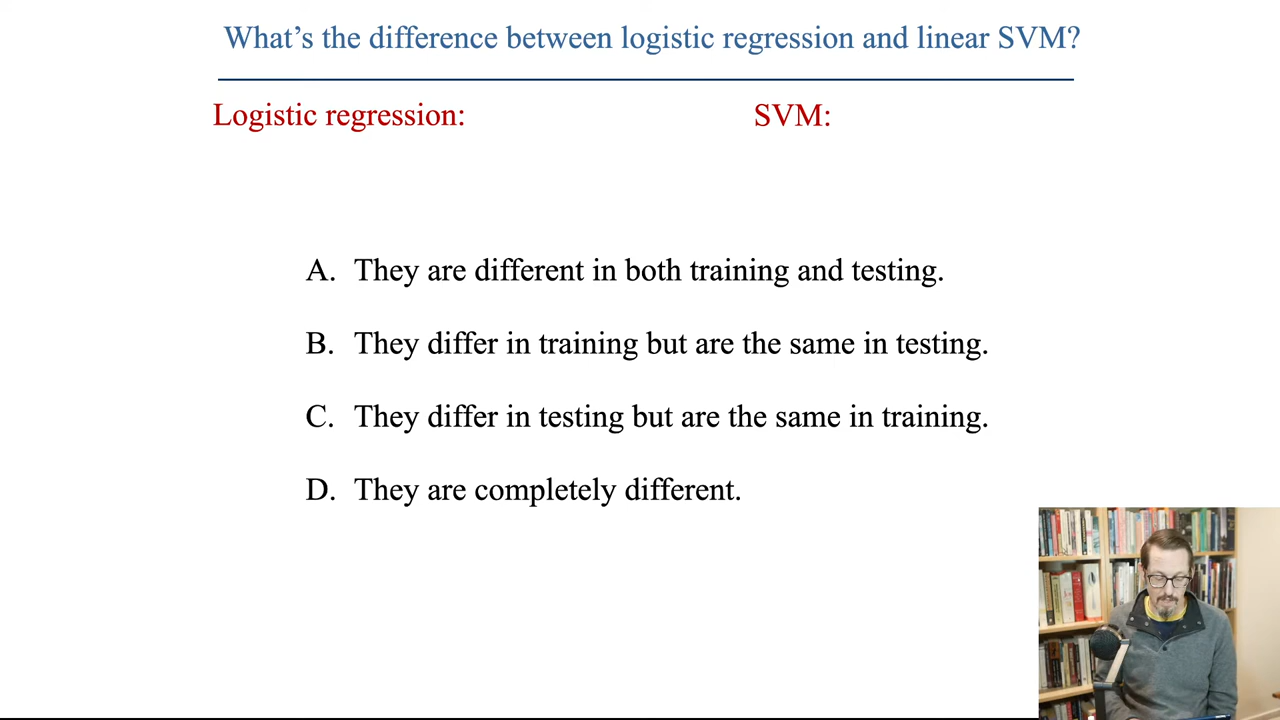 What’s the difference between logistic regression and linear SVM?
Logistic regression:
SVM:
A. They are different in both training and testing.
B. They differ in training but are the same in testing.
C. They differ in testing but are the same in training.
D. They are completely different.